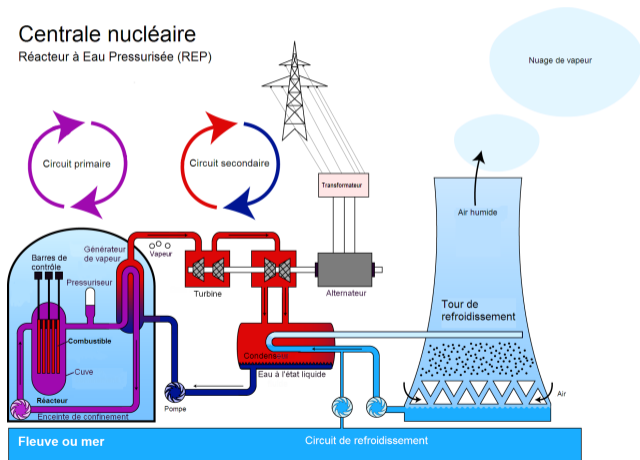 Centrale nucléaire
Réacteur à Eau Pressurisée (REP)
Nuage de vapeur
Circuit primaire
Circuit secondaire
Transformateur
Air humide
Générateur
de vapeur
Vapeur
Barres de
contrôle
Pressuriseur
Turbine
Alternateur
Tour de
refroidissement
Combustible
Condens
Eau à l'état liquide
Cuve
Réacteur
Pompe
Air
Enceinte de confinement
Fleuve ou mer
Circuit de refroidissement